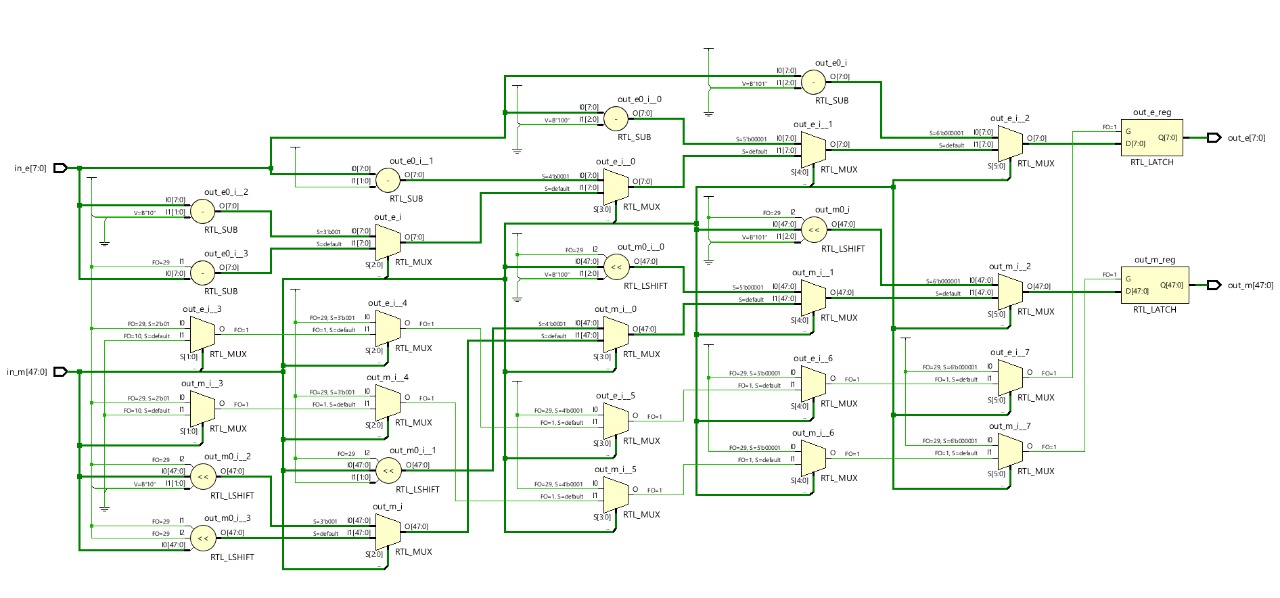 out_e0_i
I0[7:0]
V=B"101"
I1[2:0]
O[7:0]
RTL_SUB
out_e0_i__0
I0[7:0]
V=B"100"
I1[2:0]
O[7:0]
RTL_SUB
out_e_i__1
S=5'b00001
I0[7:0]
S=default
I1[7:0]
O[7:0]
S[4:0]
RTL_MUX
out_e_i__2
S=6'b000001
I0[7:0]
S=default
I1[7:0]
O[7:0]
S[5:0]
RTL_MUX
out_e_reg
FO=1
G
D[7:0]
Q[7:0]
RTL_LATCH
out_e[7:0]
in_e[7:0]
out_e0_i__1
I0[7:0]
I1[1:0]
O[7:0]
RTL_SUB
out_e_i__0
S=4'b0001
I0[7:0]
S=default
I1[7:0]
O[7:0]
S[3:0]
RTL_MUX
out_e0_i__2
I0[7:0]
V=B"10"
I1[1:0]
O[7:0]
RTL_SUB
out_e_i
S=3'b001
I0[7:0]
S=default
I1[7:0]
O[7:0]
S[2:0]
RTL_MUX
out_e0_i__3
FO=29
I1
I0[7:0]
O[7:0]
RTL_SUB
out_m0_i
FO=29
I2
I0[47:0]
V=B"101"
I1[2:0]
O[47:0]
<<
RTL_LSHIFT
out_m0_i__0
FO=29
I2
I0[47:0]
V=B"100"
I1[2:0]
O[47:0]
<<
RTL_LSHIFT
out_m_i__1
S=5'b00001
I0[47:0]
S=default
I1[47:0]
O[47:0]
S[4:0]
RTL_MUX
out_m_i__2
S=6'b000001
I0[47:0]
S=default
I1[47:0]
O[47:0]
S[5:0]
RTL_MUX
out_m_reg
FO=1
G
D[47:0]
Q[47:0]
RTL_LATCH
out_m[47:0]
out_e_i__3
FO=29, S=2'b01
I0
FO=10, S=default
I1
O
FO=1
S[1:0]
RTL_MUX
out_e_i__4
FO=29, S=3'b001
I0
FO=1, S=default
I1
O
FO=1
S[2:0]
RTL_MUX
out_m_i__0
S=4'b0001
I0[47:0]
S=default
I1[47:0]
O[47:0]
S[3:0]
RTL_MUX
in_m[47:0]
out_m_i__3
FO=29, S=2'b01
I0
FO=10, S=default
I1
O
FO=1
S[1:0]
RTL_MUX
out_m_i__4
FO=29, S=3'b001
I0
FO=1, S=default
I1
O
FO=1
S[2:0]
RTL_MUX
out_e_i__5
FO=29, S=4'b0001
I0
FO=1, S=default
I1
O
FO=1
S[3:0]
RTL_MUX
out_e_i__6
FO=29, S=5'b00001
I0
FO=1, S=default
I1
O
FO=1
S[4:0]
RTL_MUX
out_e_i__7
FO=29, S=6'b000001
I0
FO=1, S=default
I1
O
FO=1
S[5:0]
RTL_MUX
out_m0_i__2
FO=29
I2
I0[47:0]
V=B"10"
I1[1:0]
O[47:0]
<<
RTL_LSHIFT
out_m0_i__1
FO=29
I2
I0[47:0]
I1[1:0]
O[47:0]
<<
RTL_LSHIFT
out_m_i__5
FO=29, S=4'b0001
I0
FO=1, S=default
I1
O
FO=1
S[3:0]
RTL_MUX
out_m_i__6
FO=29, S=5'b00001
I0
FO=1, S=default
I1
O
FO=1
S[4:0]
RTL_MUX
out_m_i__7
FO=29, S=6'b000001
I0
FO=1, S=default
I1
O
FO=1
S[5:0]
RTL_MUX
out_m0_i__3
FO=29
I1
FO=29
I2
I0[47:0]
O[47:0]
<<
RTL_LSHIFT
out_m_i
S=3'b001
I0[47:0]
S=default
I1[47:0]
O[47:0]
S[2:0]
RTL_MUX